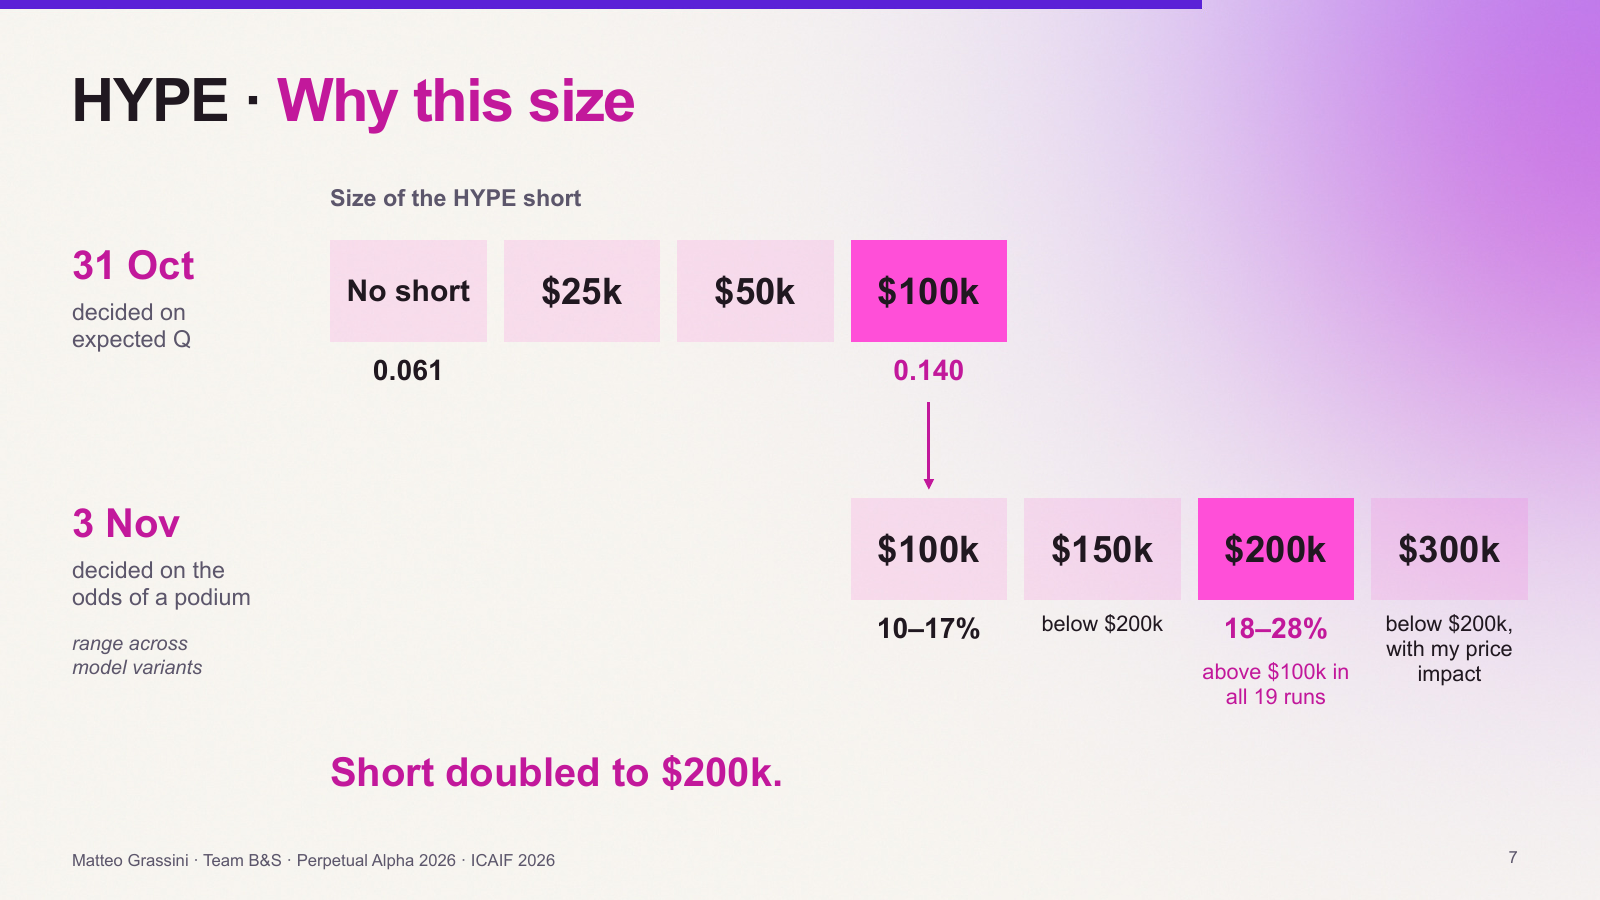 HYPE · Why this size
Size of the HYPE short
31 Oct
decided on
expected Q
No short
$25k
$50k
$100k
0.061
0.140
3 Nov
decided on the
odds of a podium
range across
model variants
$100k
$150k
$200k
$300k
10–17%
below $200k
18–28%
above $100k in
all 19 runs
below $200k,
with my price
impact
Short doubled to $200k.
Matteo Grassini · Team B&S · Perpetual Alpha 2026 · ICAIF 2026
7